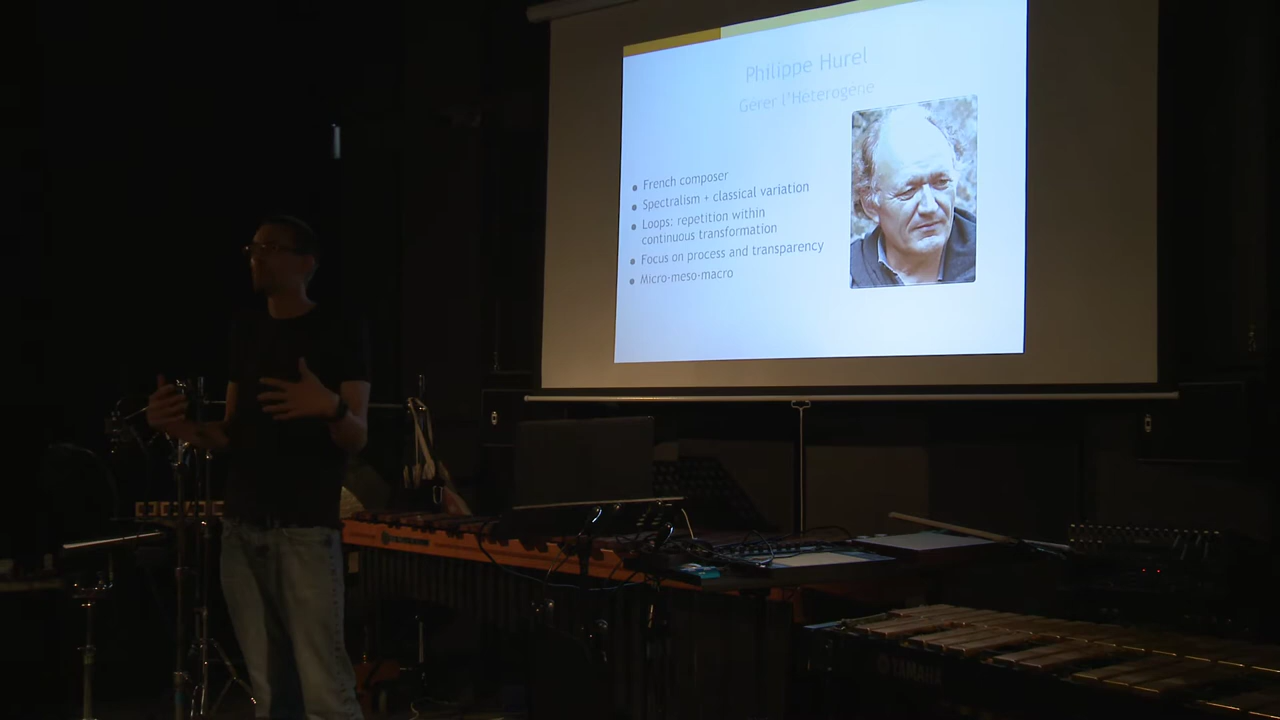 Philippe Hurel
Gérer l'Hétérogène
• French composer
• Spectralism + classical variation
• Loops: repetition within
continuous transformation
• Focus on process and transparency
• Micro-meso-macro
YAMAHA